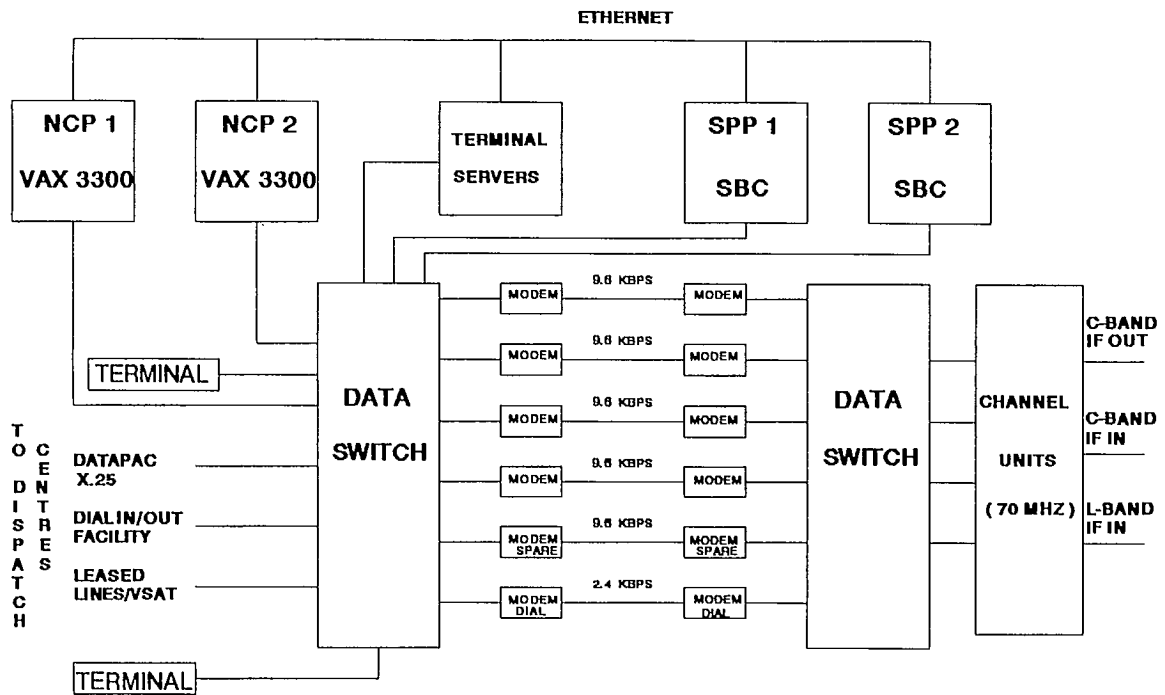 ETHERNET
NCP 1
VAX 3300
NCP 2
VAX 3300
TERMINAL
SERVERS
SPP 1
SBC
SPP 2
SBC
MODEM
9.6 KBPS
MODEM
MODEM
9.6 KBPS
MODEM
MODEM
9.6 KBPS
MODEM
MODEM
9.6 KBPS
MODEM
MODEM
SPARE
9.6 KBPS
MODEM
SPARE
MODEM
DIAL
2.4 KBPS
MODEM
DIAL
DATA
SWITCH
DATA
SWITCH
CHANNEL
UNITS
( 70 MHZ )
C-BAND
IF OUT
C-BAND
IF IN
L-BAND
IF IN
TERMINAL
TO DISPATCH
CENTRES
DATAPAC
X.25
DIAL IN/OUT
FACILITY
LEASED
LINES/VSAT
TERMINAL